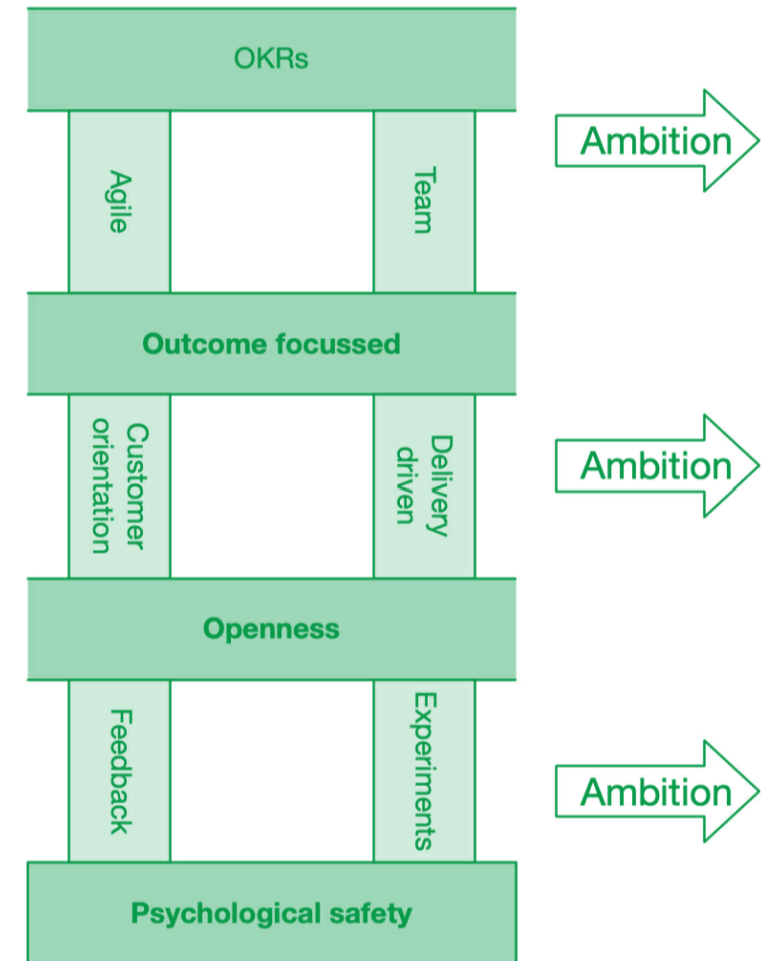 OKRs
Agile
Team
Ambition
Outcome focussed
Customer
orientation
Delivery
driven
Ambition
Openness
Feedback
Experiments
Ambition
Psychological safety